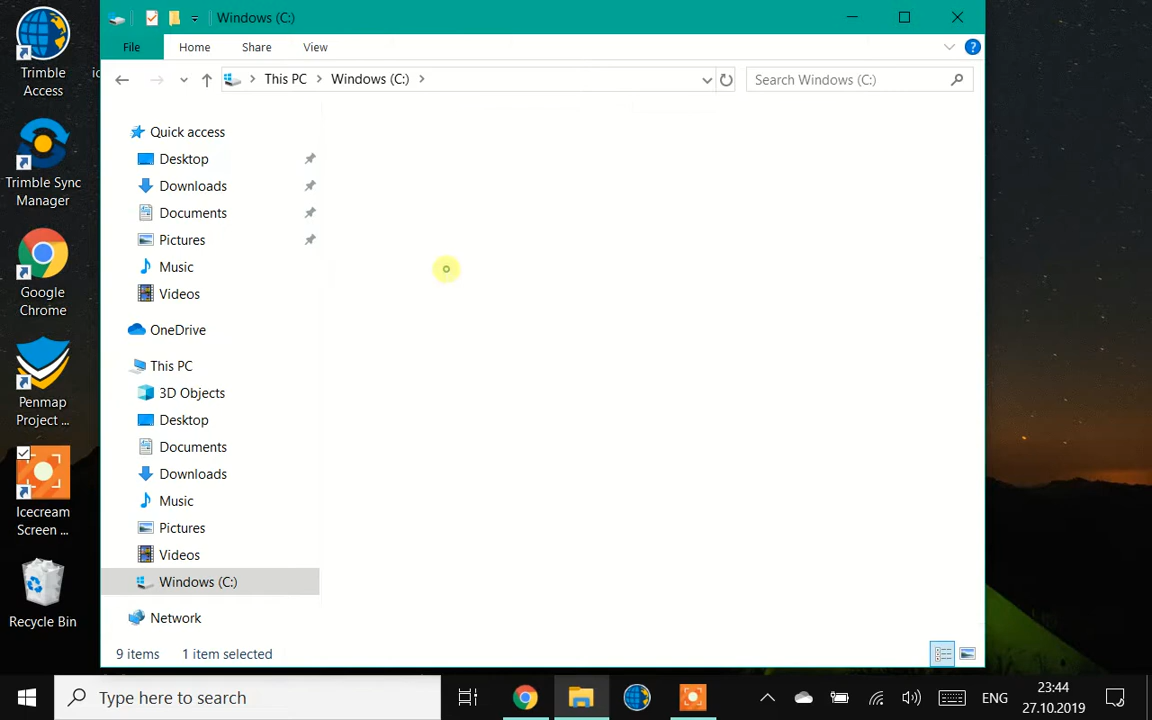 Windows (C:)
File
Home
Share
View
This PC
Windows (C:)
Search Windows (C:)
Quick access
Desktop
Downloads
Documents
Pictures
Music
Videos
OneDrive
This PC
3D Objects
Desktop
Documents
Downloads
Music
Pictures
Videos
Windows (C:)
Network
9 items
1 item selected
Trimble
Access
Trimble Sync
Manager
Google
Chrome
Penmap
Project ...
Icecream
Screen ...
Recycle Bin
Type here to search
ENG
23:44
27.10.2019